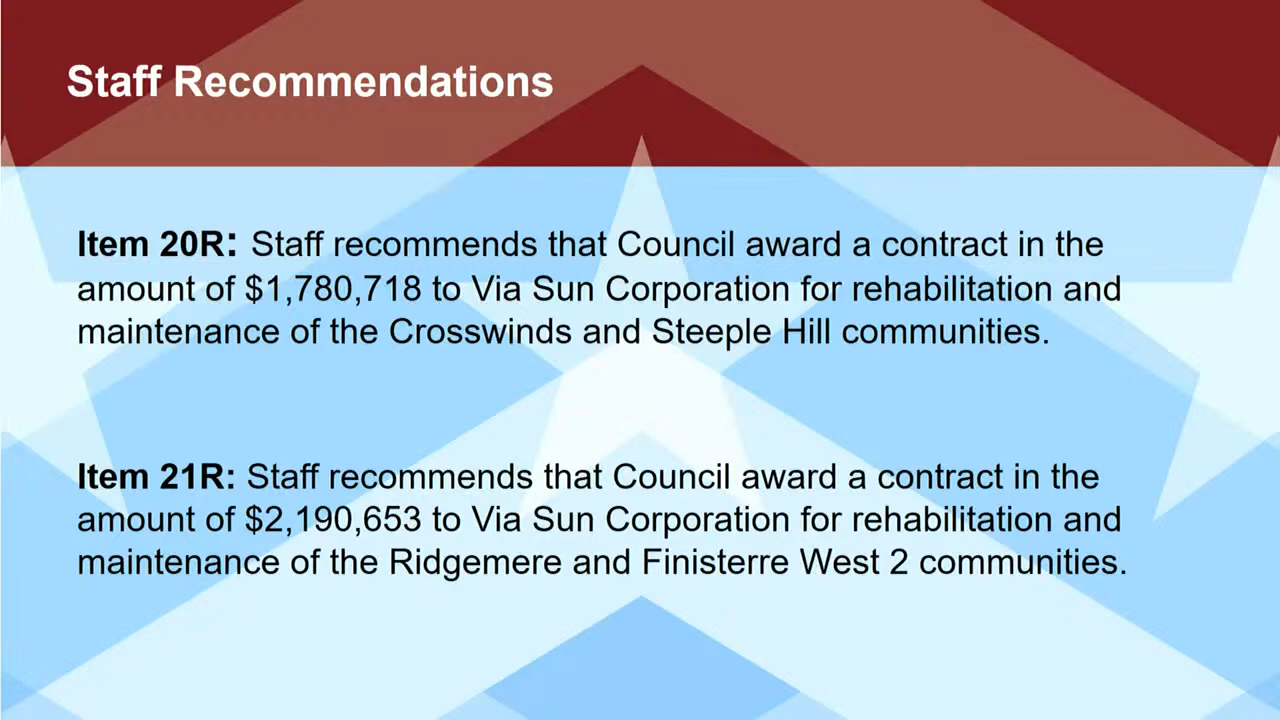 Staff Recommendations
Item 20R: Staff recommends that Council award a contract in the
amount of $1,780,718 to Via Sun Corporation for rehabilitation and
maintenance of the Crosswinds and Steeple Hill communities.
Item 21R: Staff recommends that Council award a contract in the
amount of $2,190,653 to Via Sun Corporation for rehabilitation and
maintenance of the Ridgemere and Finisterre West 2 communities.